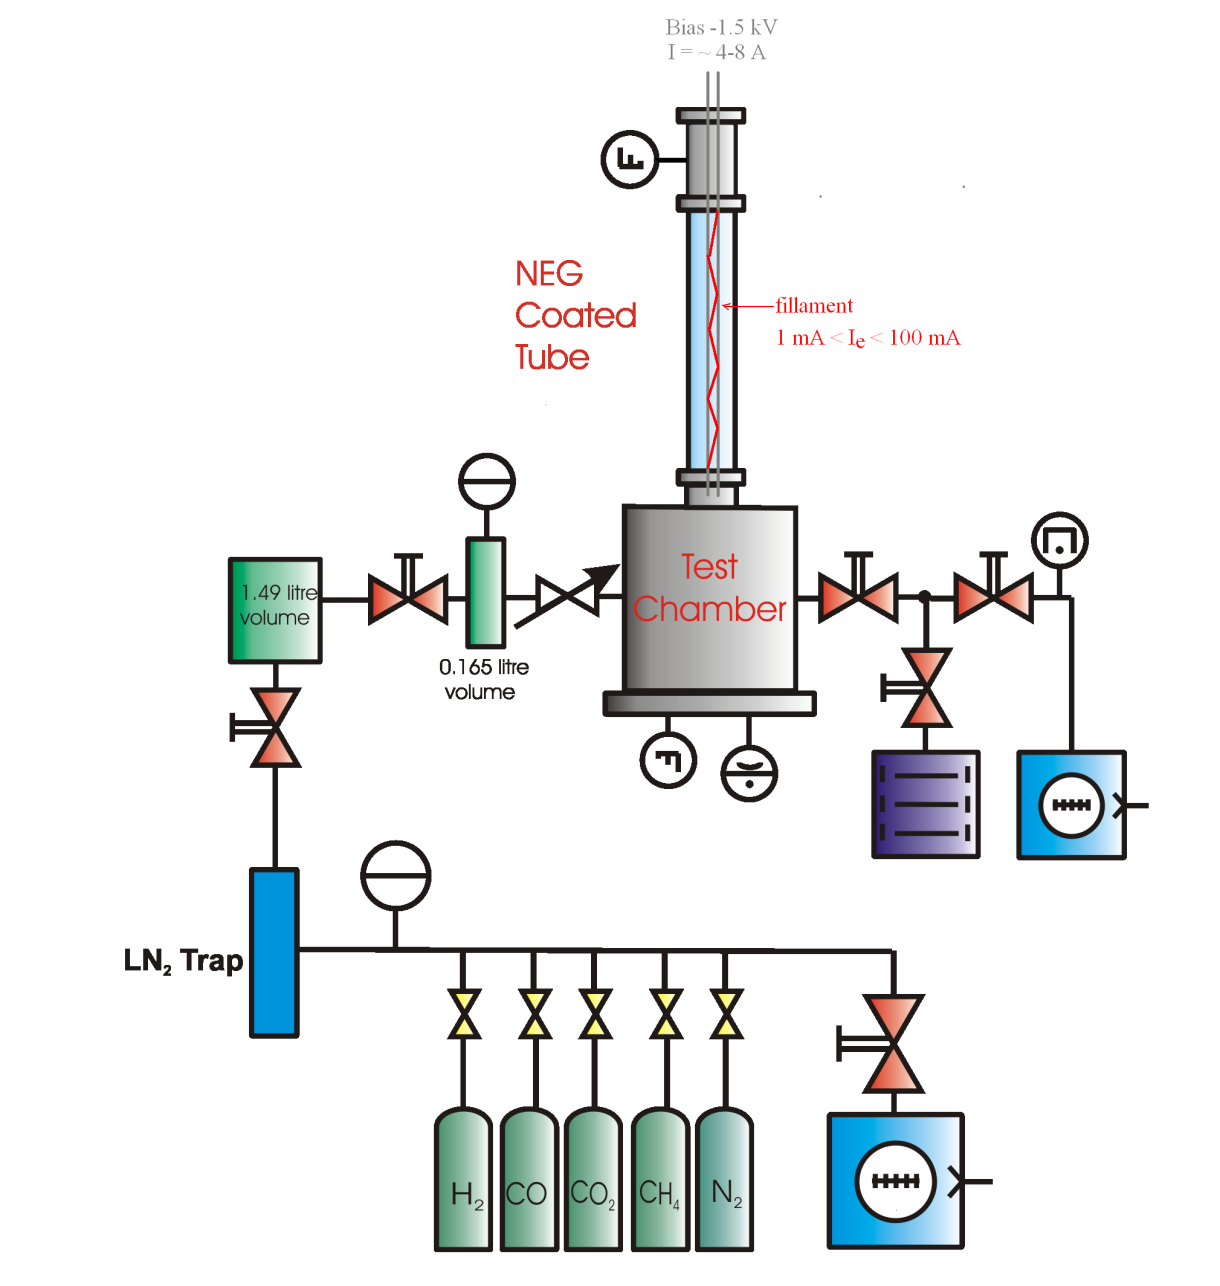 Bias -1.5 kV
I = ~ 4-8 A
NEG
Coated
Tube
fillament
1 mA < Ie < 100 mA
1.49 litre
volume
0.165 litre
volume
Test
Chamber
LN₂ Trap
H₂
CO
CO₂
CH₄
N₂